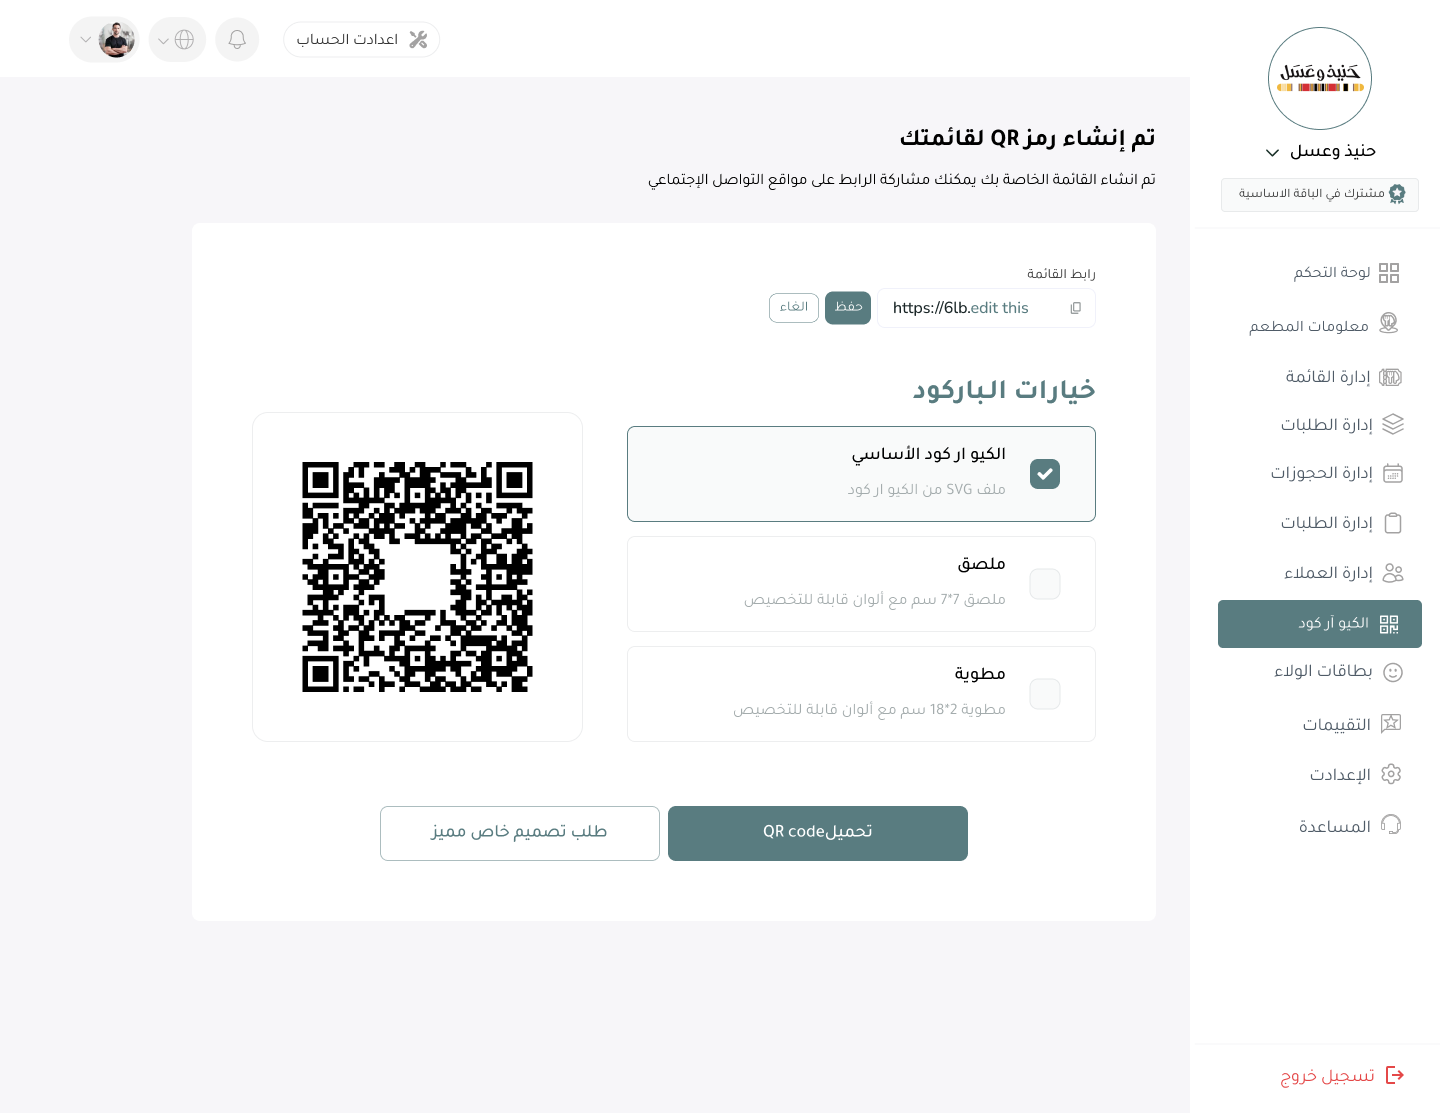 حنيذ وعسل
حنيذ وعسل
مشترك في الباقة الاساسية
لوحة التحكم
معلومات المطعم
إدارة القائمة
إدارة الطلبات
إدارة الحجوزات
إدارة الطلبات
إدارة العملاء
الكيو آر كود
بطاقات الولاء
التقييمات
الإعدادت
المساعدة
تسجيل خروج
اعدادت الحساب
تم إنشاء رمز QR لقائمتك
تم انشاء القائمة الخاصة بك يمكنك مشاركة الرابط على مواقع التواصل الإجتماعي
رابط القائمة
https://6lb.edit this
حفظ
الغاء
خيارات الباركود
الكيو ار كود الأساسي
ملف SVG من الكيو ار كود
ملصق
ملصق 7*7 سم مع ألوان قابلة للتخصيص
مطوية
مطوية 2*18 سم مع ألوان قابلة للتخصيص
تحميلQR code
طلب تصميم خاص مميز